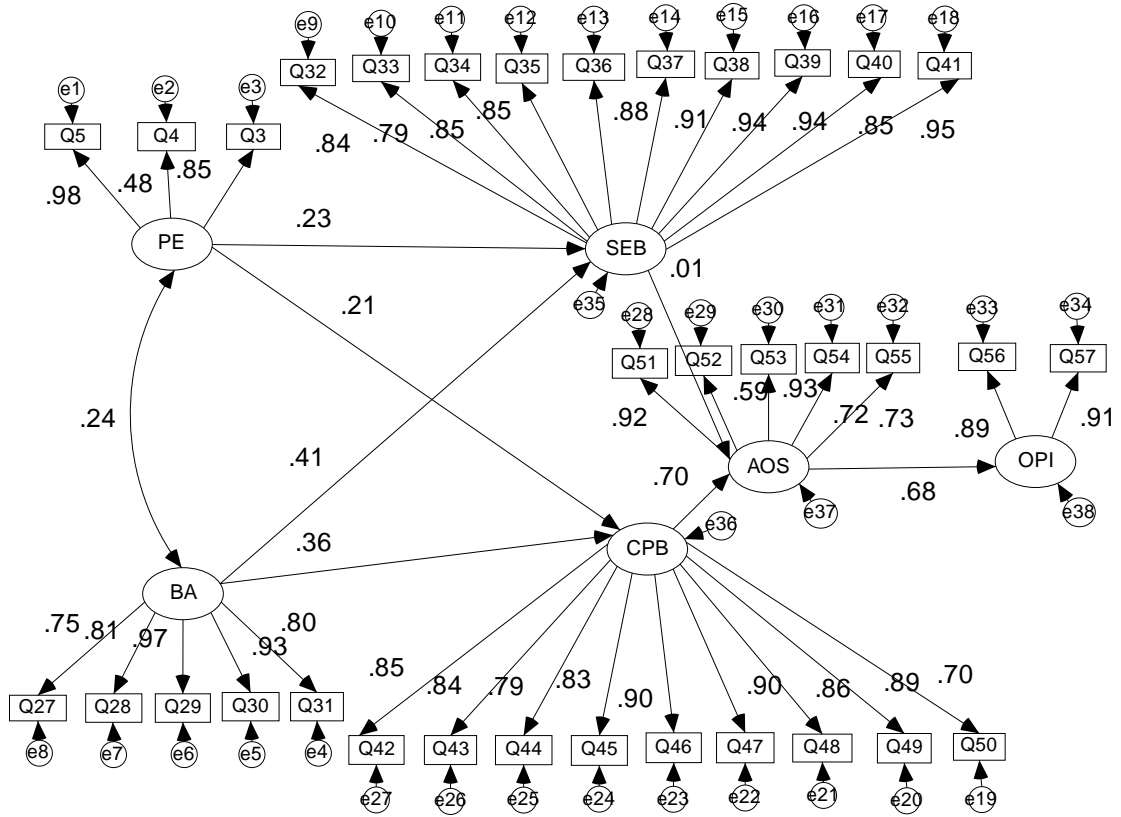 e9 e10 e11 e12 e13 e14 e15 e16 e17 e18
Q32 Q33 Q34 Q35 Q36 Q37 Q38 Q39 Q40 Q41
e1 e2 e3
Q5 Q4 Q3
.84 .79 .85 .85 .88 .91 .94 .94 .85 .95
.98 .48 .85
PE
.23
SEB
.01
.21
e35
e28 e29 e30 e31 e32 e33 e34
Q51 Q52 Q53 Q54 Q55 Q56 Q57
.92 .59 .93 .72 .73 .89 .91
.24
.41
.70
AOS
OPI
.68
e37
e38
e36
.36
CPB
BA
.75 .81 .97 .93 .80
.85 .84 .79 .83 .90 .90 .86 .89 .70
Q27 Q28 Q29 Q30 Q31
e8 e7 e6 e5 e4
Q42 Q43 Q44 Q45 Q46 Q47 Q48 Q49 Q50
e27 e26 e25 e24 e23 e22 e21 e20 e19